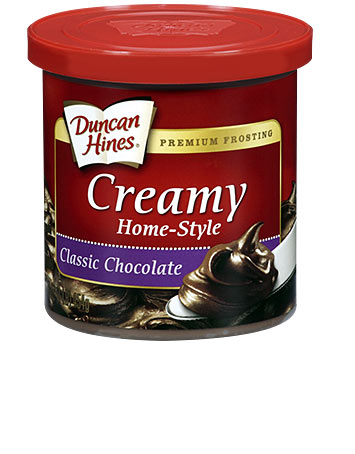 Duncan
Hines®
PREMIUM FROSTING
Creamy
Home-Style
Classic Chocolate